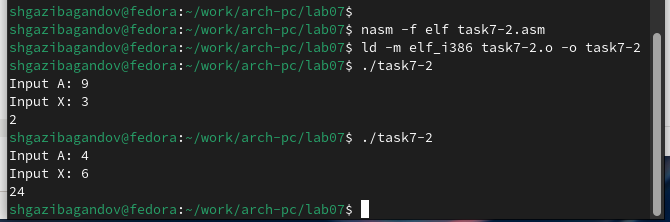 shgazibagandov@fedora:~/work/arch-pc/lab07$
shgazibagandov@fedora:~/work/arch-pc/lab07$ nasm -f elf task7-2.asm
shgazibagandov@fedora:~/work/arch-pc/lab07$ ld -m elf_i386 task7-2.o -o task7-2
shgazibagandov@fedora:~/work/arch-pc/lab07$ ./task7-2
Input A: 9
Input X: 3
2
shgazibagandov@fedora:~/work/arch-pc/lab07$ ./task7-2
Input A: 4
Input X: 6
24
shgazibagandov@fedora:~/work/arch-pc/lab07$